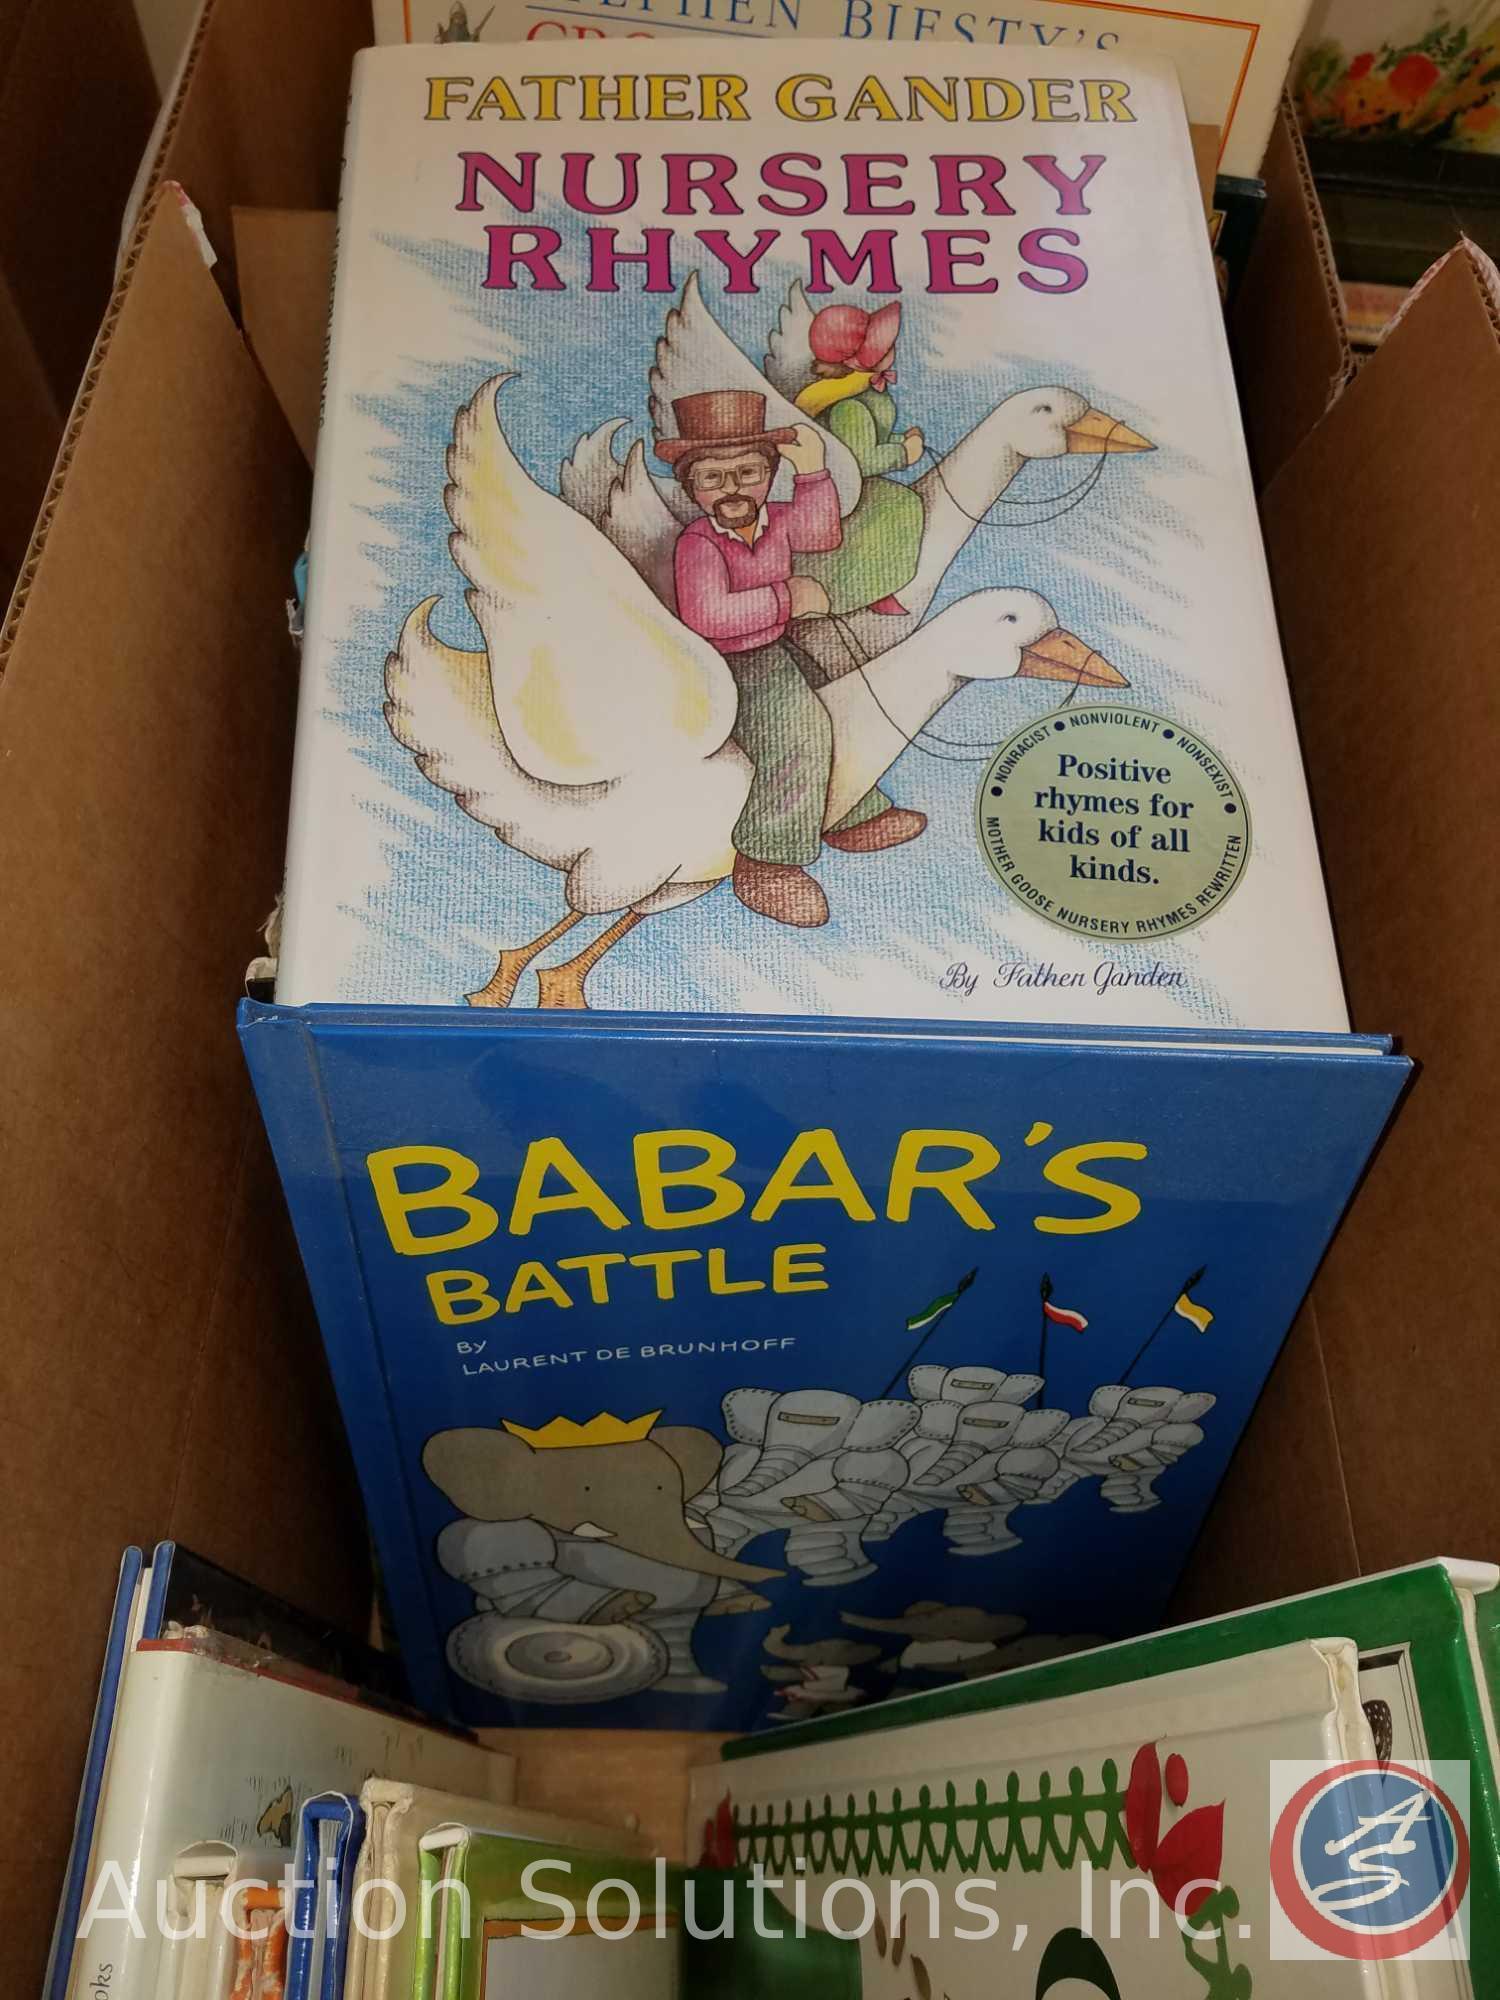 STEPHEN BIESTY'S
FATHER GANDER
NURSERY
RHYMES
NONRACIST ● NONVIOLENT ● NONSEXIST
Positive
rhymes for
kids of all
kinds.
MOTHER GOOSE NURSERY RHYMES REWRITTEN
By Father Gander
BABAR'S
BATTLE
BY
LAURENT DE BRUNHOFF
Auction Solutions, Inc.
AS